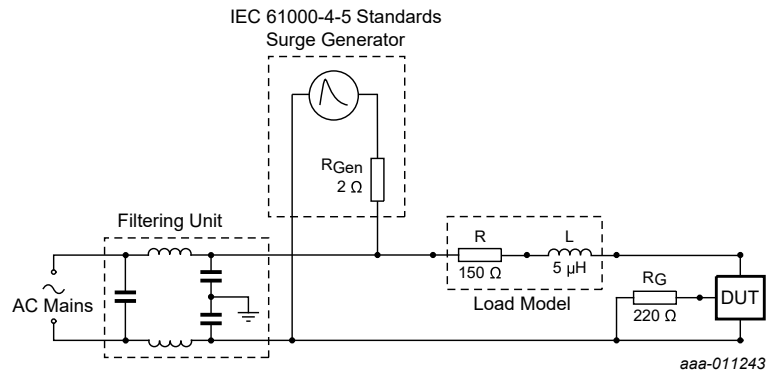 IEC 61000-4-5 Standards
Surge Generator
RGen
2 Ω
Filtering Unit
AC Mains
R
150 Ω
L
5 µH
Load Model
RG
220 Ω
DUT
aaa-011243